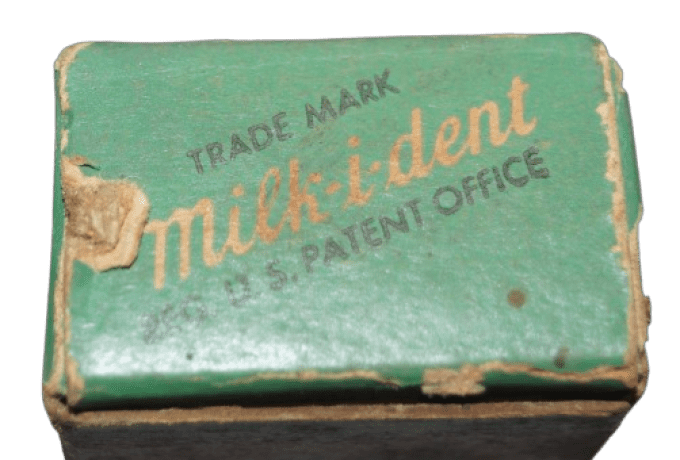 TRADE MARK
Milk-i-dent
REG. U. S. PATENT OFFICE